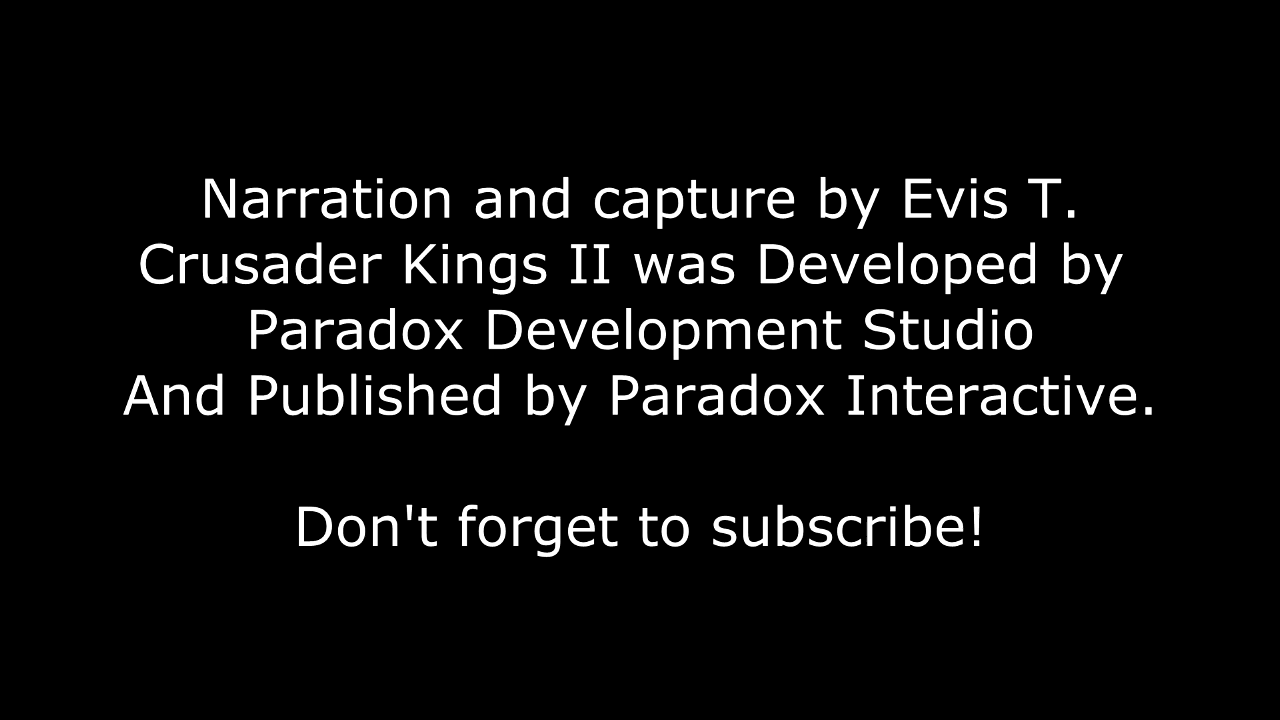 Narration and capture by Evis T.
Crusader Kings II was Developed by
Paradox Development Studio
And Published by Paradox Interactive.
Don't forget to subscribe!